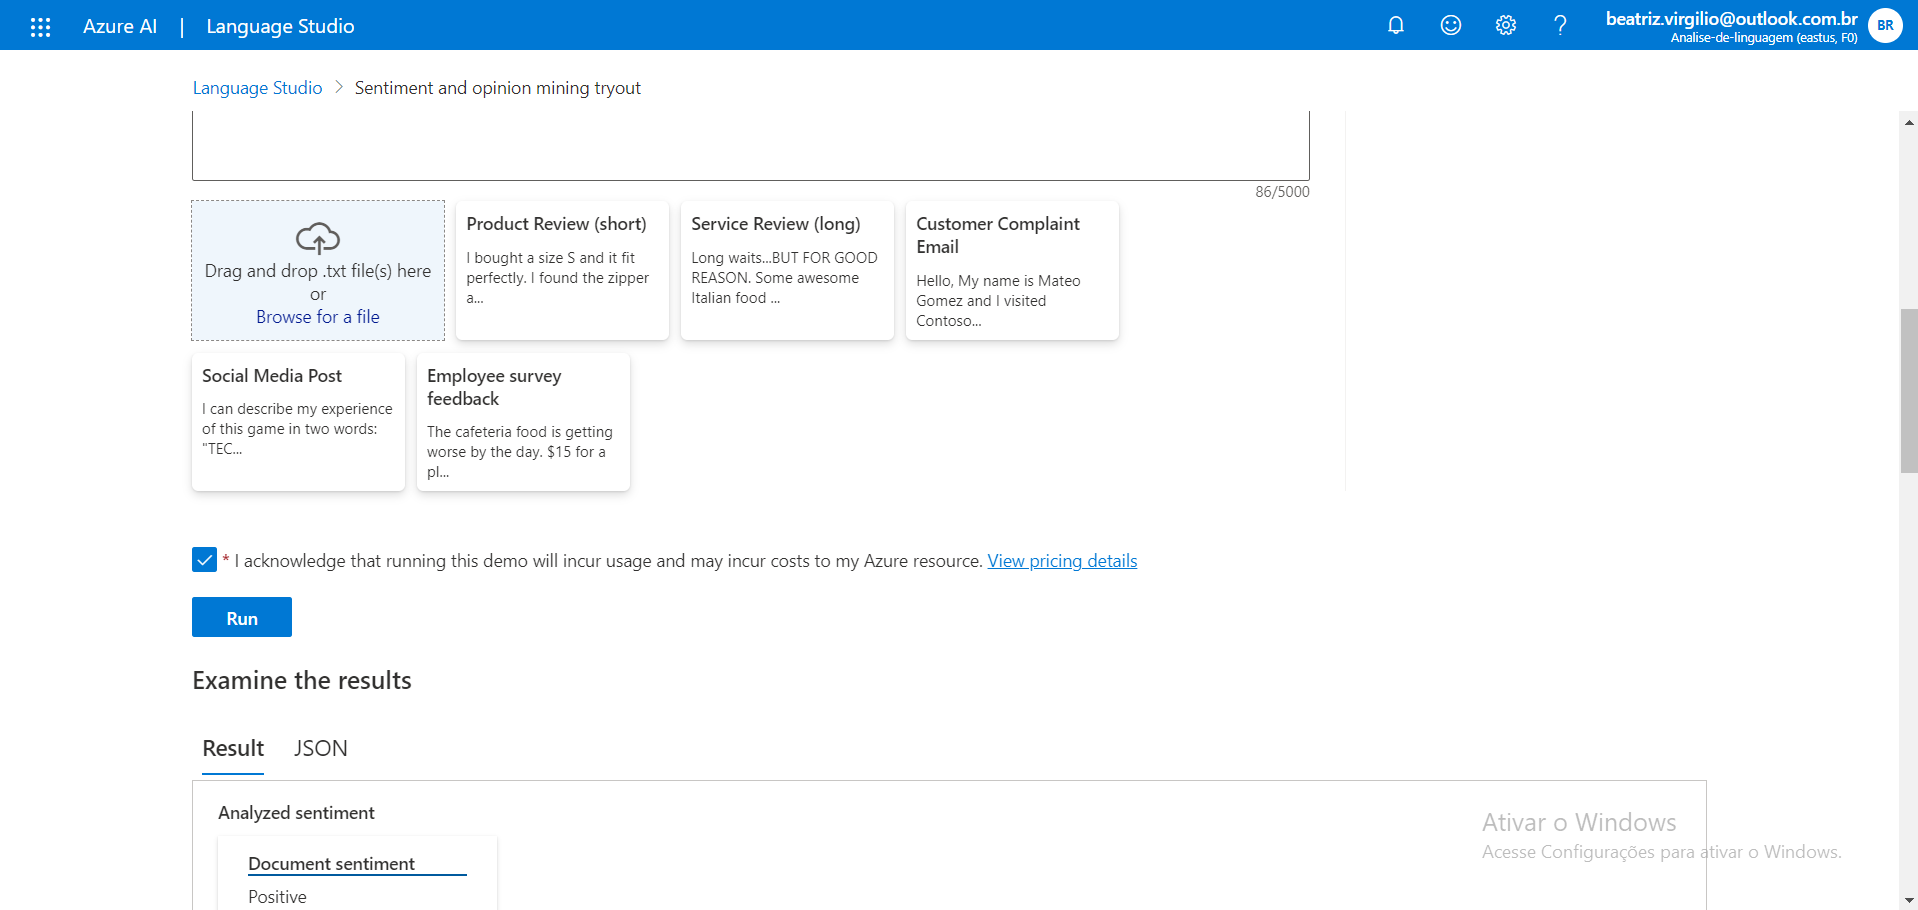 Azure AI | Language Studio
beatriz.virgilio@outlook.com.br
Analise-de-linguagem (eastus, F0)
BR
Language Studio > Sentiment and opinion mining tryout
86/5000
Drag and drop .txt file(s) here
or
Browse for a file
Product Review (short)
I bought a size S and it fit
perfectly. I found the zipper
a...
Service Review (long)
Long waits...BUT FOR GOOD
REASON. Some awesome
Italian food ...
Customer Complaint
Email
Hello, My name is Mateo
Gomez and I visited
Contoso...
Social Media Post
I can describe my experience
of this game in two words:
"TEC...
Employee survey
feedback
The cafeteria food is getting
worse by the day. $15 for a
pl...
* I acknowledge that running this demo will incur usage and may incur costs to my Azure resource. View pricing details
Run
Examine the results
Result JSON
Analyzed sentiment
Document sentiment
Positive
Ativar o Windows
Acesse Configurações para ativar o Windows.